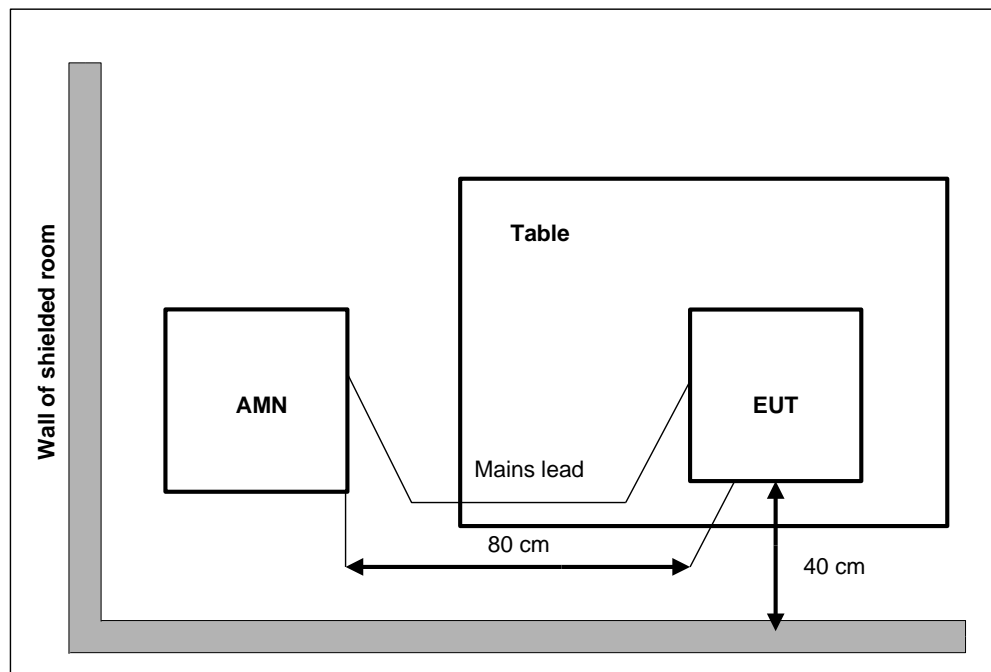 Wall of shielded room
Table
AMN
EUT
Mains lead
80 cm
40 cm